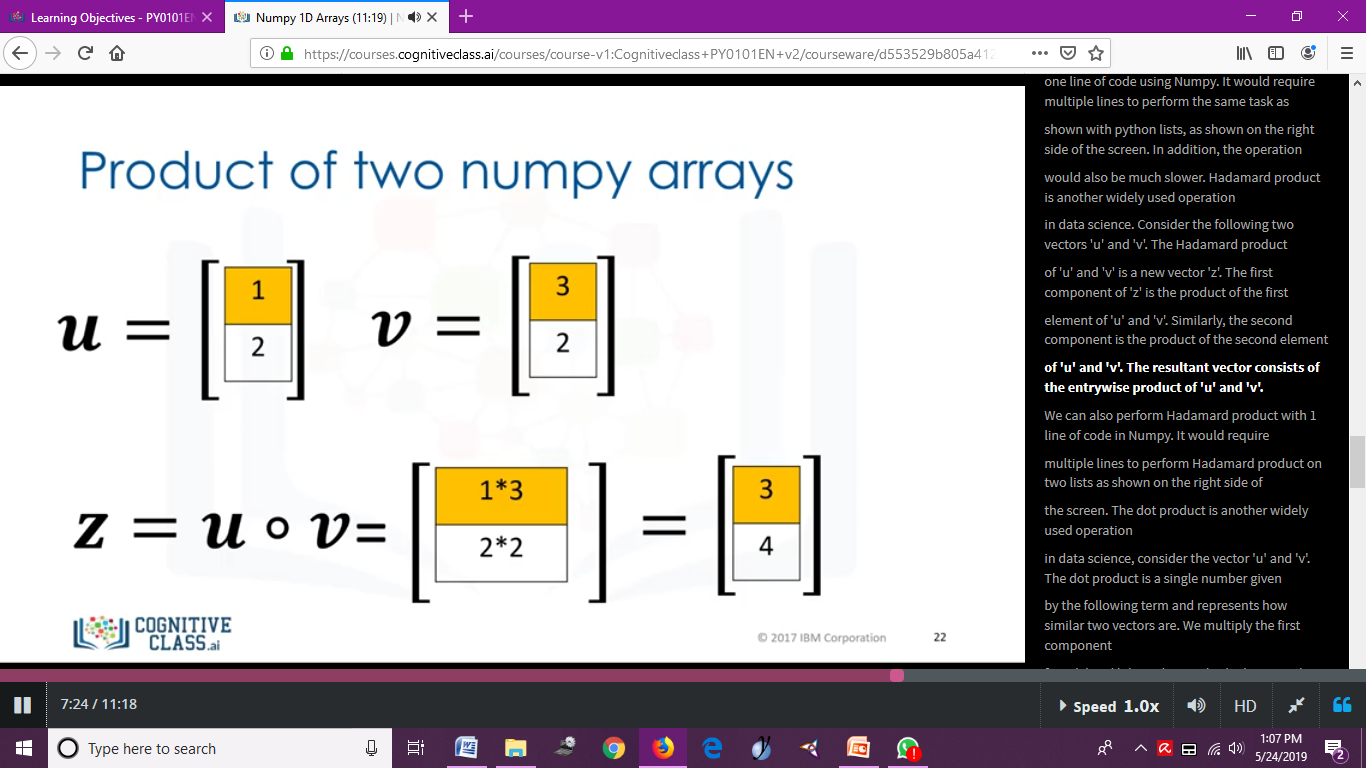 Learning Objectives - PY0101EN
Numpy 1D Arrays (11:19) | N
https://courses.cognitiveclass.ai/courses/course-v1:Cognitiveclass+PY0101EN+v2/courseware/d553529b805a412
Product of two numpy arrays
u = [1 2] v = [3 2]
z = u ∘ v= [1*3 2*2] = [3 4]
COGNITIVE
CLASS.ai
© 2017 IBM Corporation 22
one line of code using Numpy. It would require
multiple lines to perform the same task as
shown with python lists, as shown on the right
side of the screen. In addition, the operation
would also be much slower. Hadamard product
is another widely used operation
in data science. Consider the following two
vectors 'u' and 'v'. The Hadamard product
of 'u' and 'v' is a new vector 'z'. The first
component of 'z' is the product of the first
element of 'u' and 'v'. Similarly, the second
component is the product of the second element
of 'u' and 'v'. The resultant vector consists of
the entrywise product of 'u' and 'v'.
We can also perform Hadamard product with 1
line of code in Numpy. It would require
multiple lines to perform Hadamard product on
two lists as shown on the right side of
the screen. The dot product is another widely
used operation
in data science, consider the vector 'u' and 'v'.
The dot product is a single number given
by the following term and represents how
similar two vectors are. We multiply the first
component
7:24 / 11:18
Speed 1.0x
HD
Type here to search
1:07 PM
5/24/2019
2